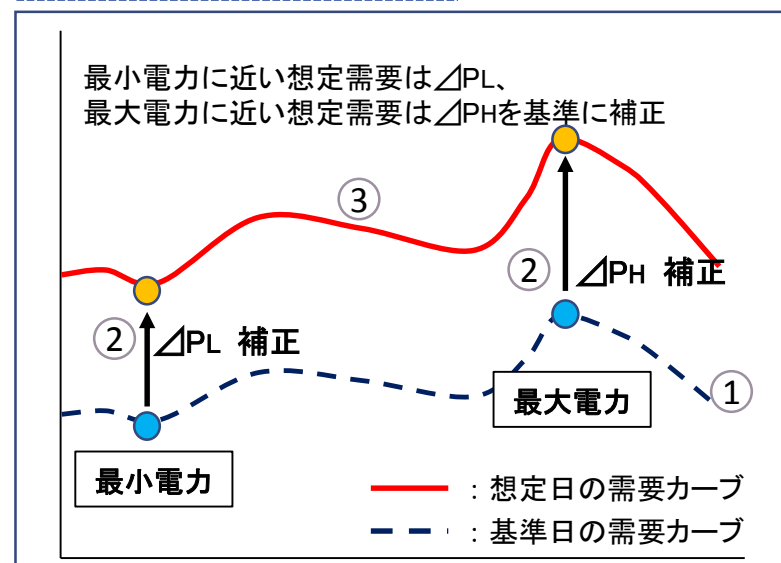 最小電力に近い想定需要は⊿PL、
最大電力に近い想定需要は⊿PHを基準に補正
③
②
⊿PH 補正
②
⊿PL 補正
①
最大電力
最小電力
：想定日の需要カーブ
：基準日の需要カーブ